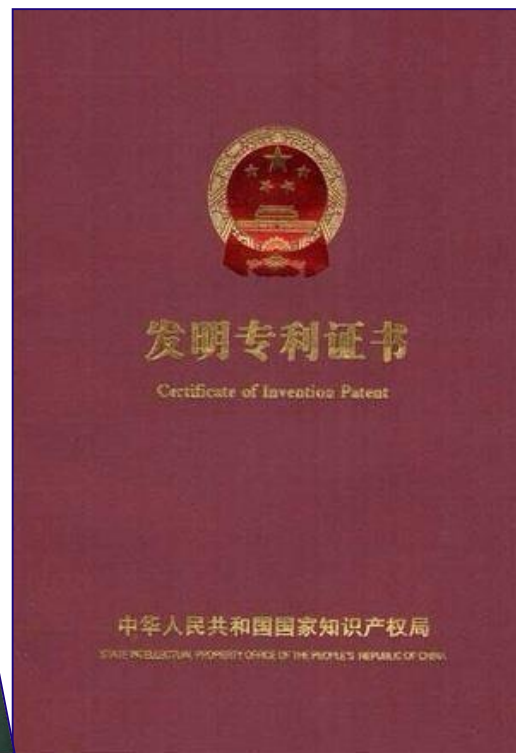 发明专利证书
Certificate of Invention Patent
中华人民共和国国家知识产权局
STATE INTELLECTUAL PROPERTY OFFICE OF THE PEOPLE'S REPUBLIC OF CHINA